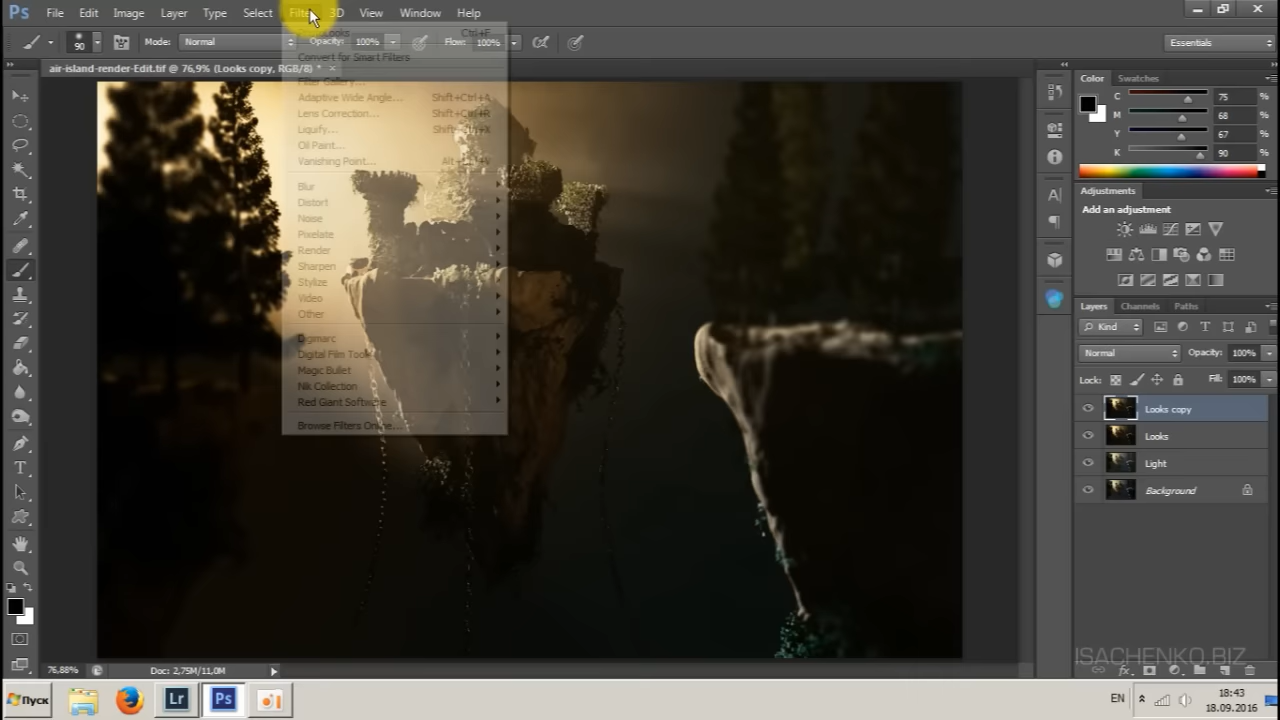 Ps File Edit Image Layer Type Select Filter 3D View Window Help
90 Mode: Normal Opacity: 100% Flow: 100% Essentials
air-island-render-Edit.tif @ 76,9% (Looks copy, RGB/8) * ×
Looks Ctrl+F
Convert for Smart Filters
Filter Gallery...
Adaptive Wide Angle... Shift+Ctrl+A
Lens Correction... Shift+Ctrl+R
Liquify... Shift+Ctrl+X
Oil Paint...
Vanishing Point... Alt+Ctrl+V
Blur
Distort
Noise
Pixelate
Render
Sharpen
Stylize
Video
Other
Digimarc
Digital Film Tools
Magic Bullet
Nik Collection
Red Giant Software
Browse Filters Online...
Color Swatches
C 75 %
M 68 %
Y 67 %
K 90 %
Adjustments
Add an adjustment
Layers Channels Paths
Kind
Normal Opacity: 100%
Lock: Fill: 100%
Looks copy
Looks
Light
Background
ISACHENKO.BIZ
76,88% Doc: 2,75M/11,0M
Пуск Lr Ps EN 18:43
18.09.2016